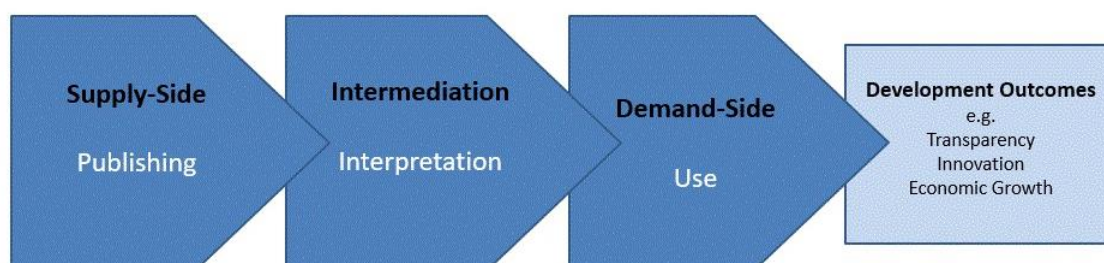 Supply-Side
Publishing
Intermediation
Interpretation
Demand-Side
Use
Development Outcomes
e.g.
Transparency
Innovation
Economic Growth